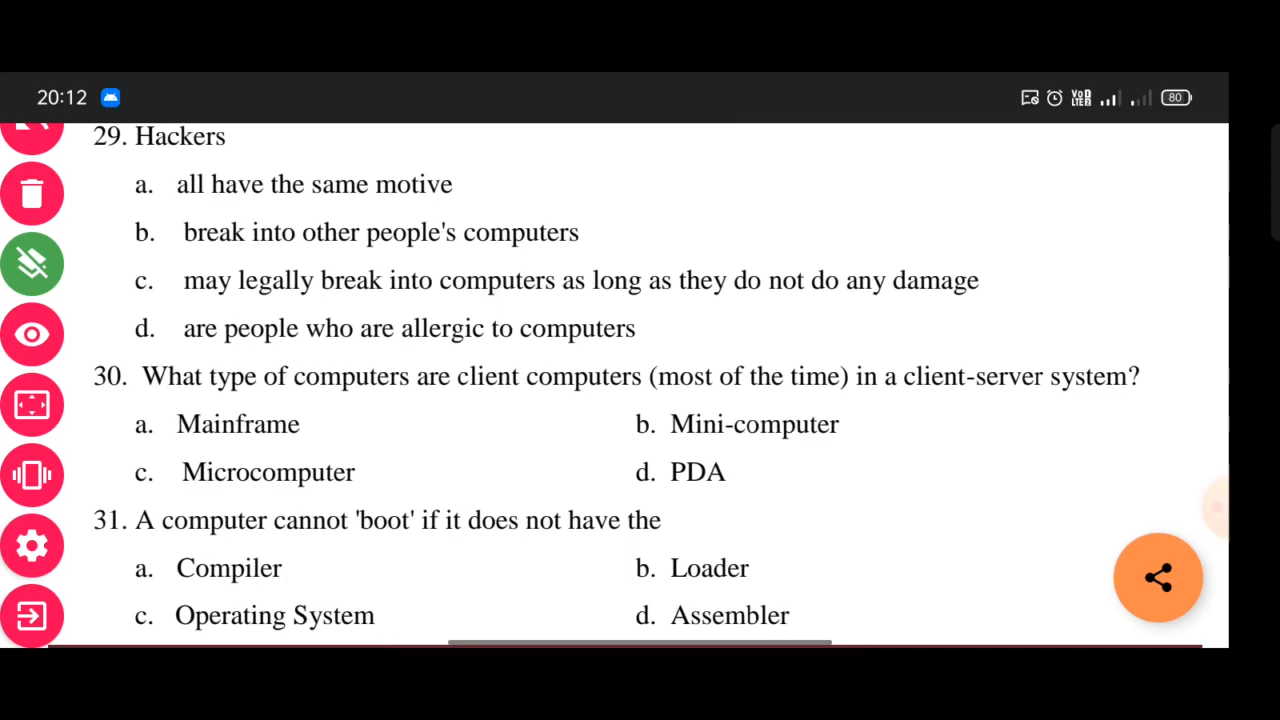 20:12 VoD LTED 80
29. Hackers
a. all have the same motive
b. break into other people's computers
c. may legally break into computers as long as they do not do any damage
d. are people who are allergic to computers
30. What type of computers are client computers (most of the time) in a client-server system?
a. Mainframe b. Mini-computer
c. Microcomputer d. PDA
31. A computer cannot 'boot' if it does not have the
a. Compiler b. Loader
c. Operating System d. Assembler